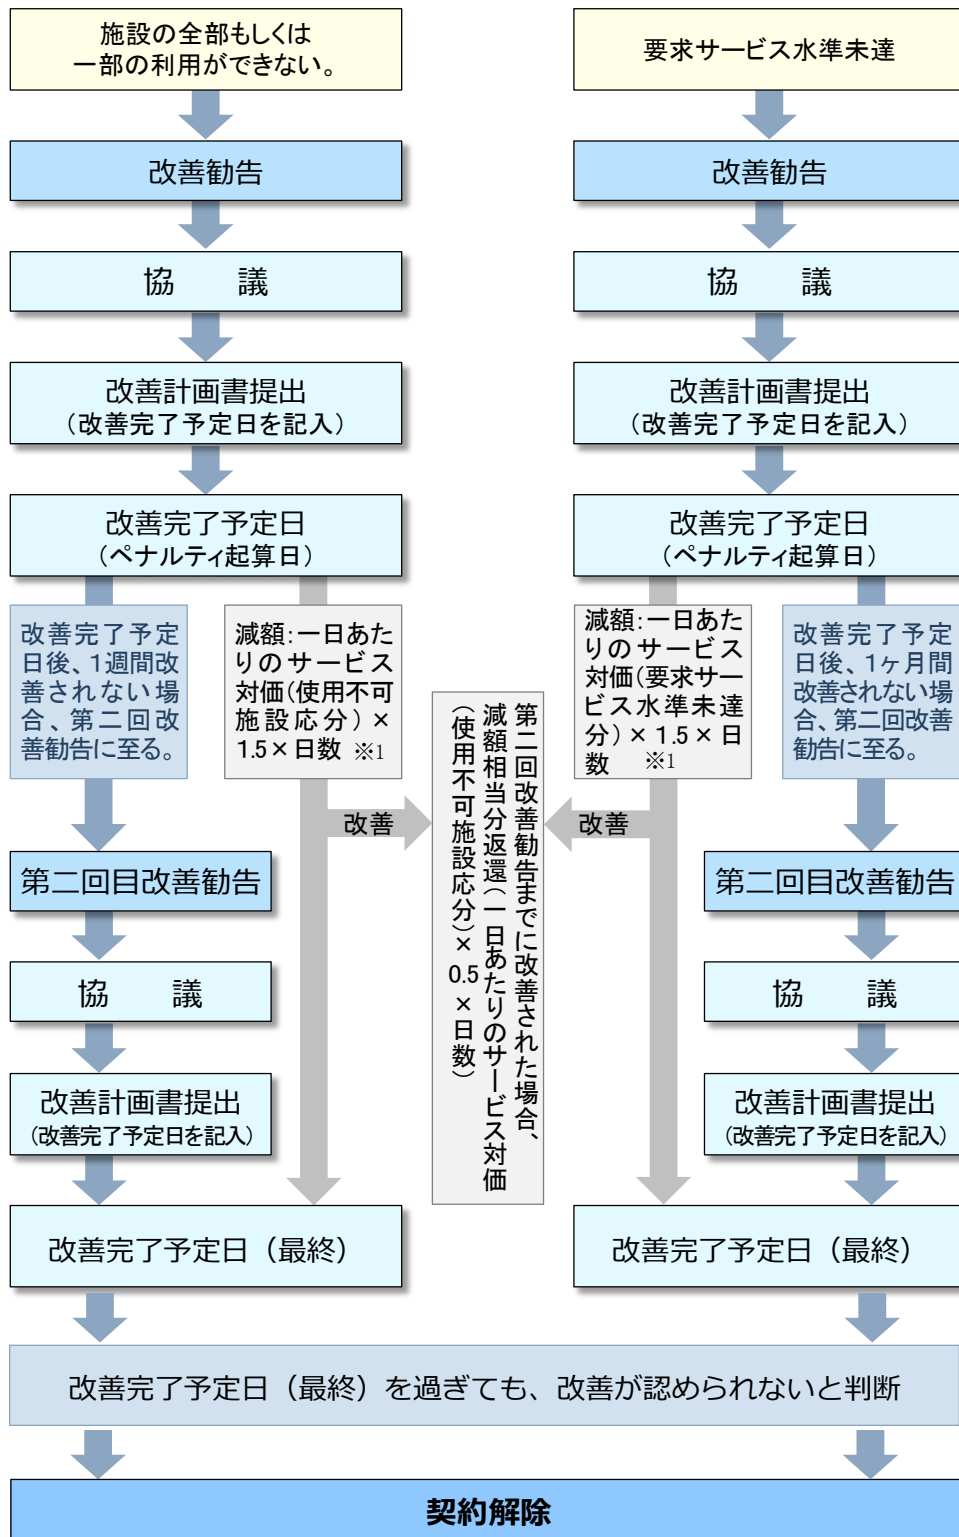 施設の全部もしくは
一部の利用ができない。
改善勧告
協　　議
改善計画書提出
（改善完了予定日を記入）
改善完了予定日
（ペナルティ起算日）
改善完了予定
日後、1週間改
善されない場
合、第二回改
善勧告に至る。
減額：一日あた
りのサービス
対価（使用不可
施設応分）×
1.5×日数 ※1
改善
第二回目改善勧告
協　　議
改善計画書提出
（改善完了予定日を記入）
改善完了予定日（最終）
第二回改善勧告までに改善された場合、
減額相当分返還（一日あたりのサービス対価
（使用不可施設応分）×0.5×日数）
要求サービス水準未達
改善勧告
協　　議
改善計画書提出
（改善完了予定日を記入）
改善完了予定日
（ペナルティ起算日）
減額：一日あた
りのサービス
対価（要求サー
ビス水準未達
分）×1.5×日
数 ※1
改善完了予定
日後、1ヶ月間
改善されない場
合、第二回改善
勧告に至る。
改善
第二回目改善勧告
協　　議
改善計画書提出
（改善完了予定日を記入）
改善完了予定日（最終）
改善完了予定日（最終）を過ぎても、改善が認められないと判断
契約解除